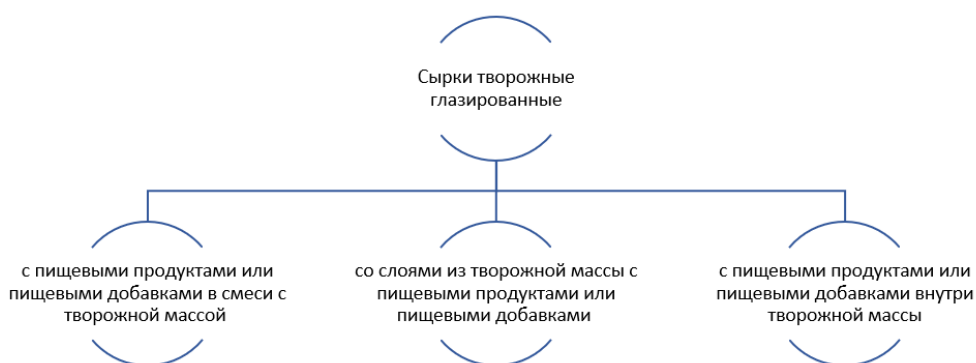 Сырки творожные
глазированные
с пищевыми продуктами или
пищевыми добавками в смеси с
творожной массой
со слоями из творожной массы с
пищевыми продуктами или
пищевыми добавками
с пищевыми продуктами или
пищевыми добавками внутри
творожной массы